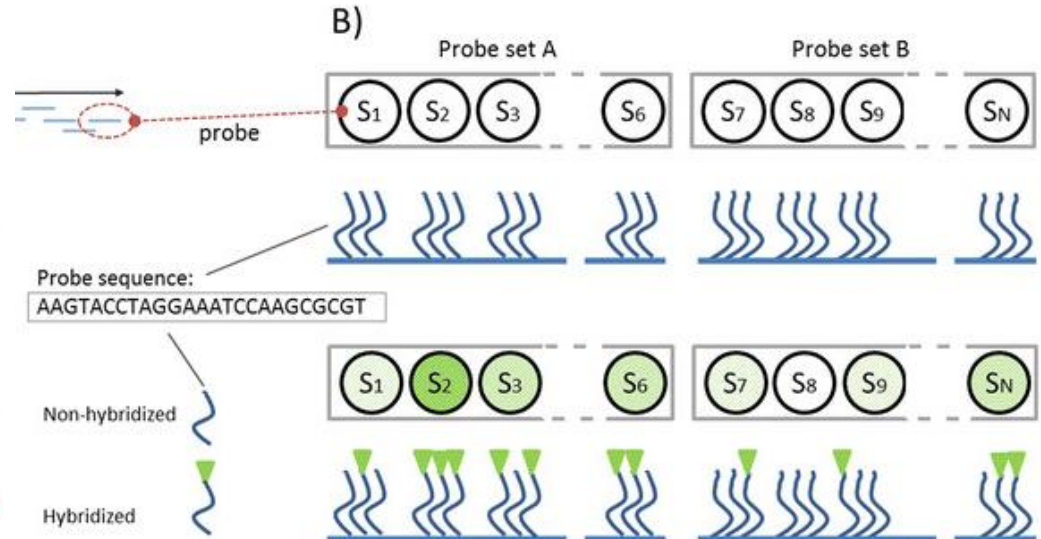 B)
Probe set A
Probe set B
S1 S2 S3 S6 S7 S8 S9 SN
probe
Probe sequence:
AAGTACCTAGGAAATCCAAGCGCGT
S1 S2 S3 S6 S7 S8 S9 SN
Non-hybridized
Hybridized